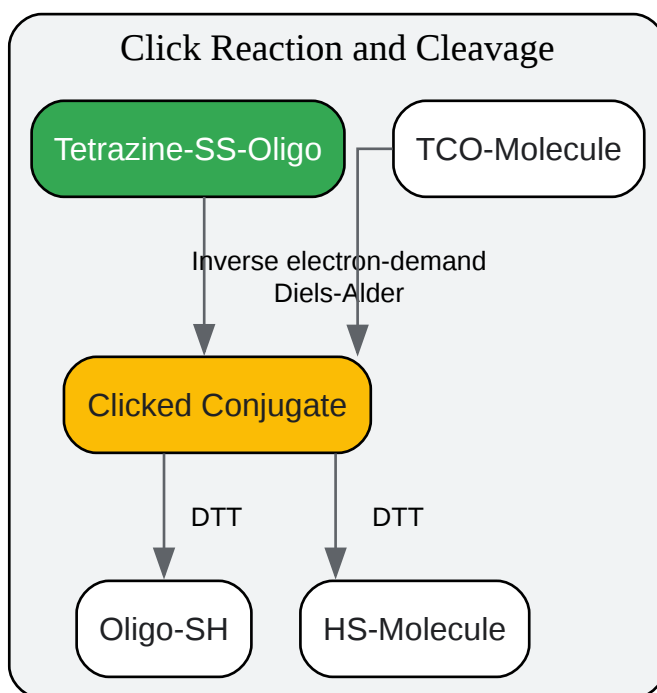 Click Reaction and Cleavage
Tetrazine-SS-Oligo
TCO-Molecule
Inverse electron-demand
Diels-Alder
Clicked Conjugate
DTT
DTT
Oligo-SH
HS-Molecule